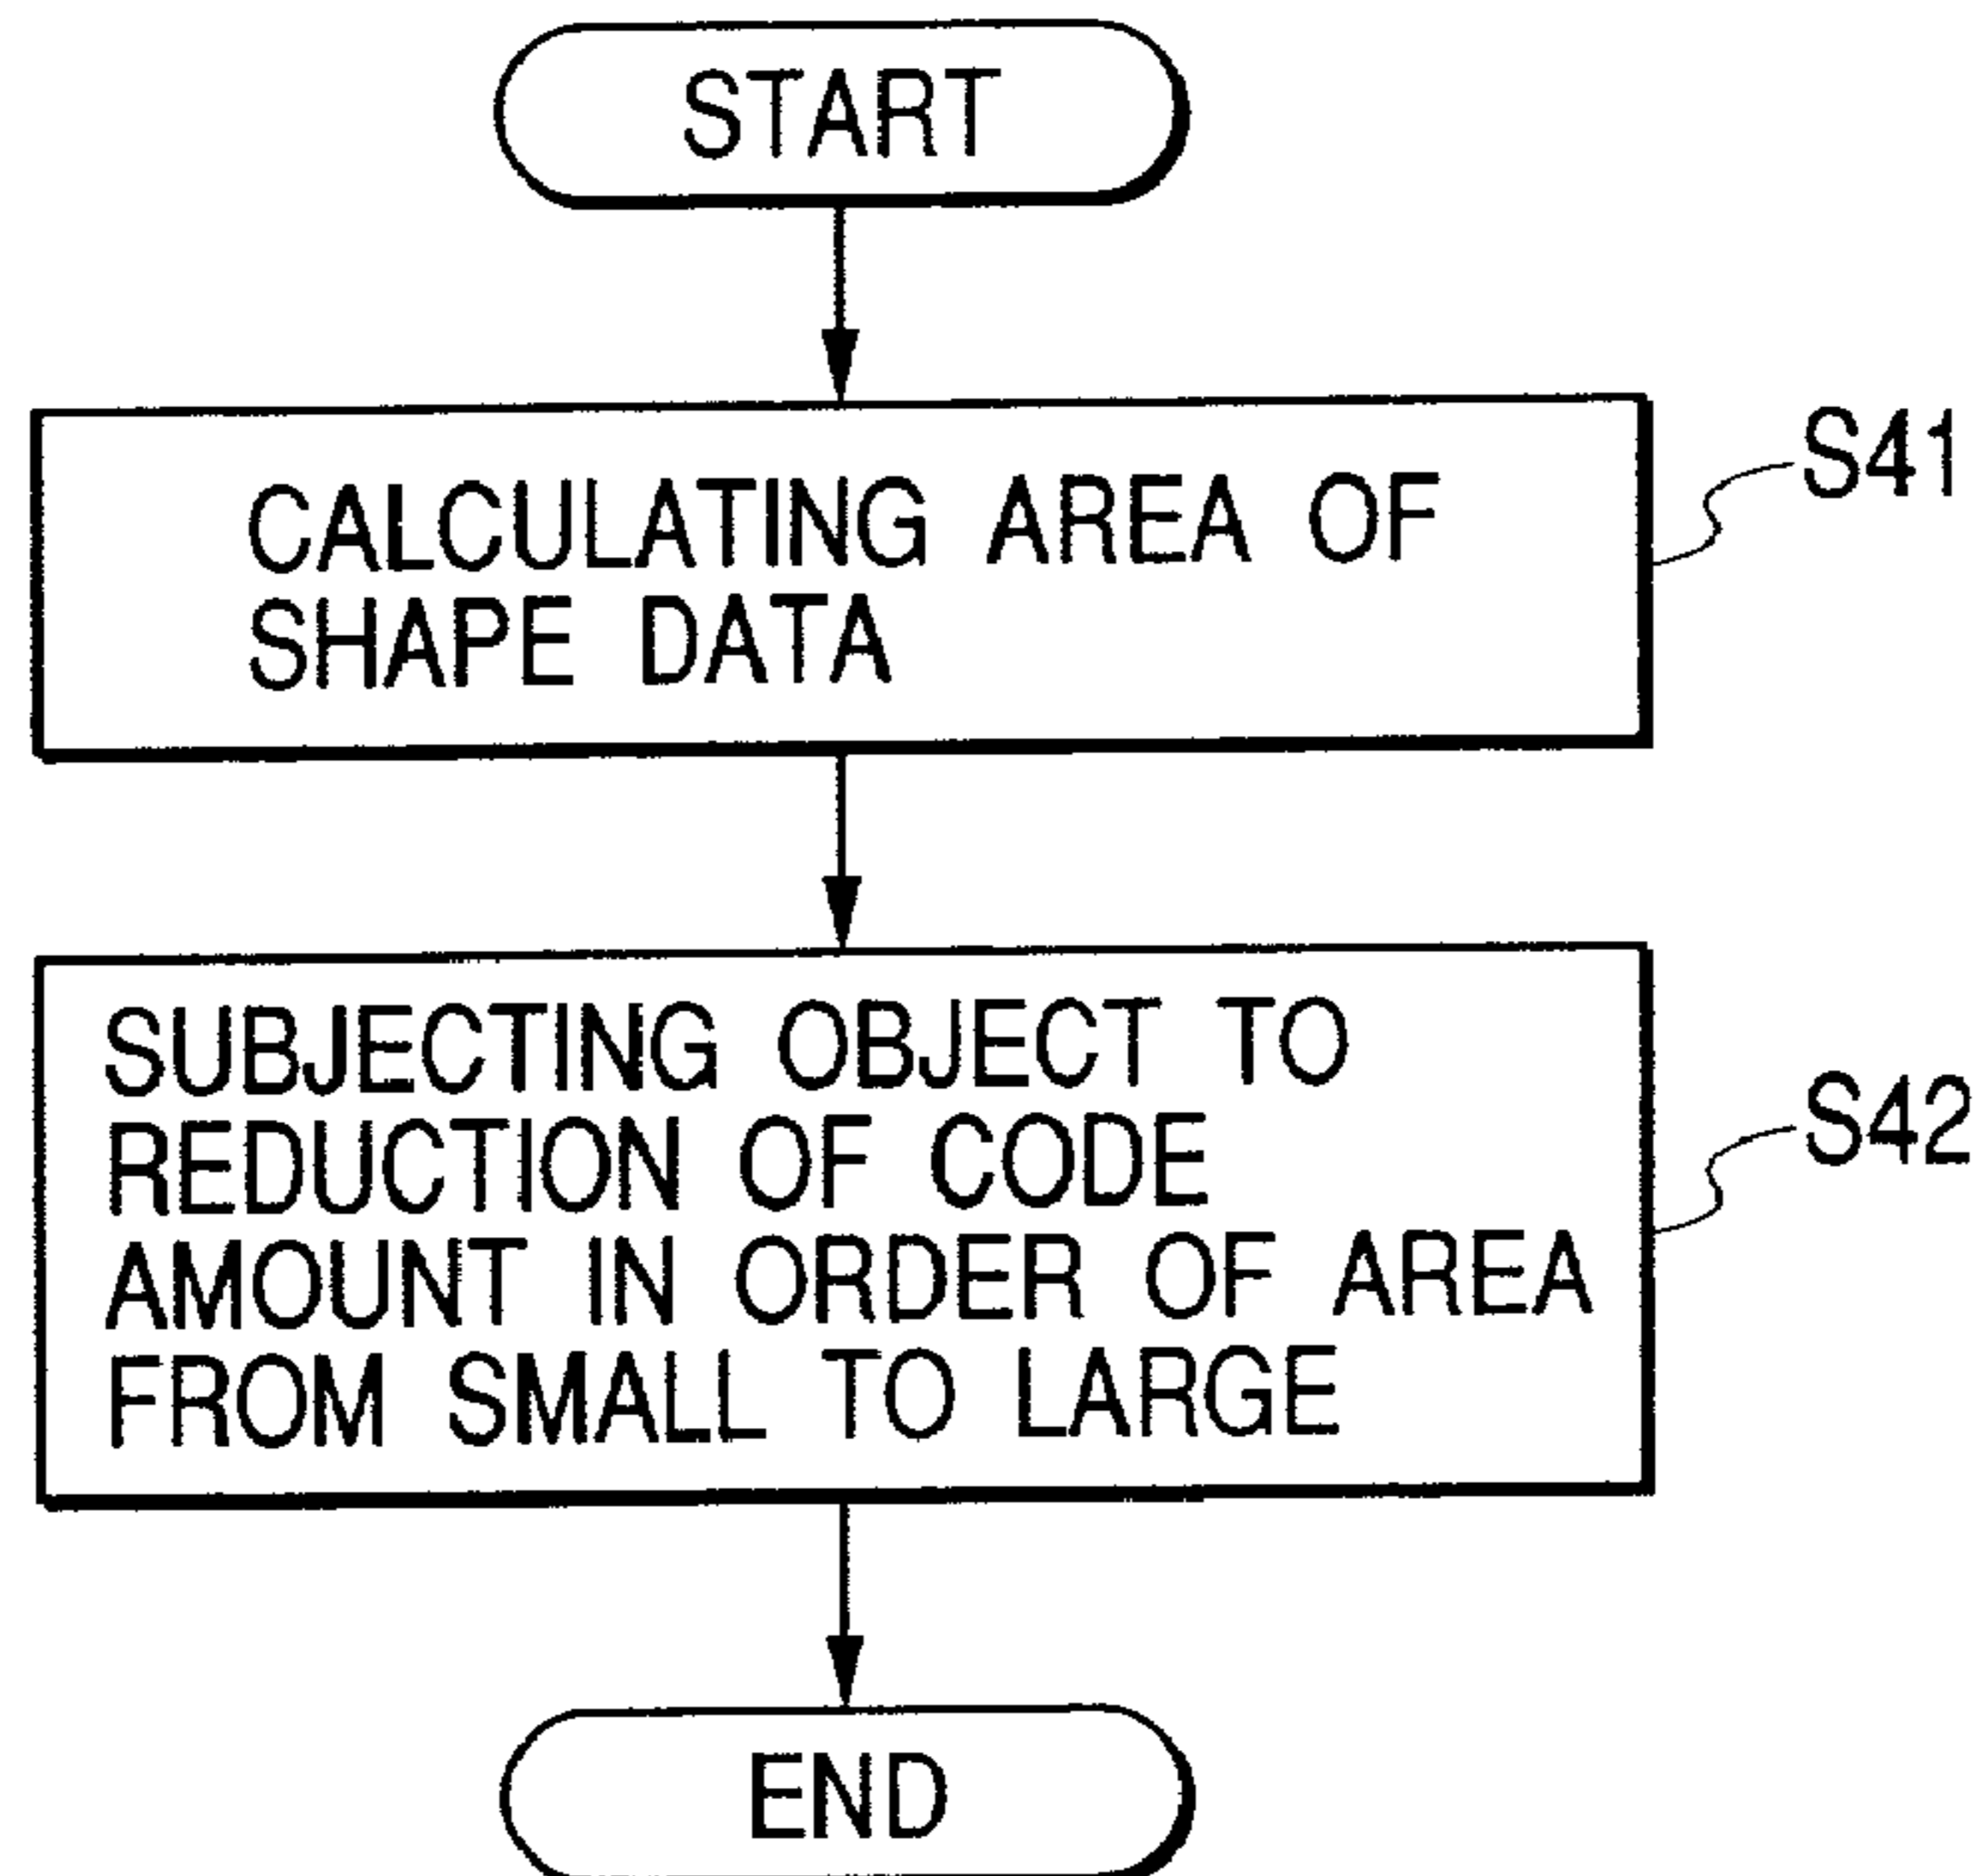 START
CALCULATING AREA OF
SHAPE DATA
S41
SUBJECTING OBJECT TO
REDUCTION OF CODE
AMOUNT IN ORDER OF AREA
FROM SMALL TO LARGE
S42
END